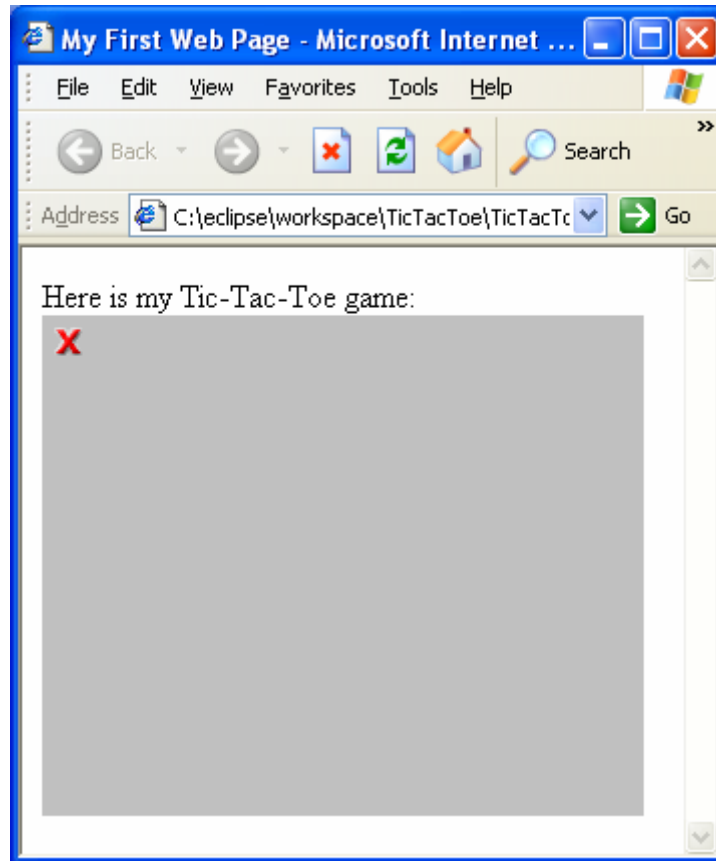 My First Web Page - Microsoft Internet ...
File Edit View Favorites Tools Help
Back Search »
Address C:\eclipse\workspace\TicTacToe\TicTacTo Go
Here is my Tic-Tac-Toe game: